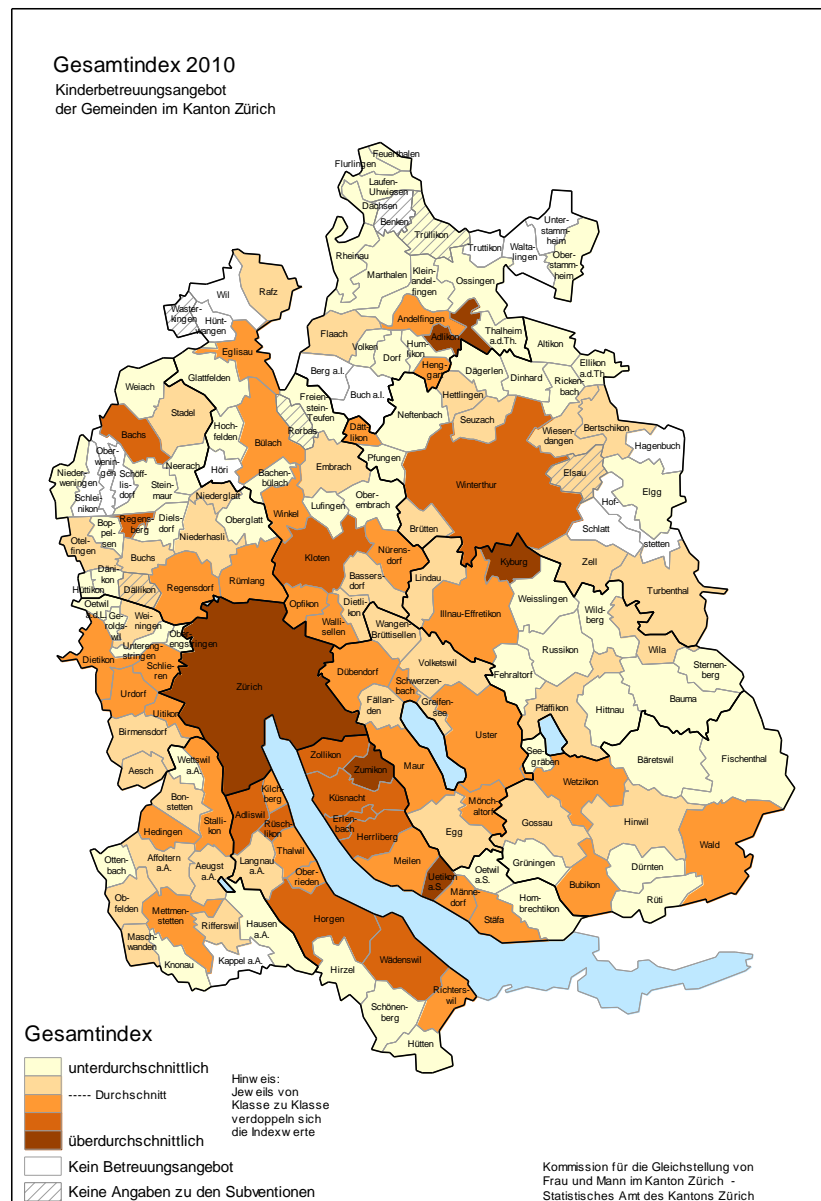 Gesamtindex 2010
Kinderbetreuungsangebot
der Gemeinden im Kanton Zürich
Feuerthalen
Flurlingen
Laufen-
Uhwiesen
Dachsen
Benken
Trüllikon
Truttikon
Walta-
lingen
Unter-
stamm-
heim
Ober-
stamm-
heim
Rheinau
Marthalen
Klein-
andel-
fingen
Ossingen
Rafz
Wil
Waster-
kingen
Hünt-
wangen
Eglisau
Andelfingen
Adlikon
Thalheim
a.d.Th.
Altikon
Flaach
Volken
Dorf
Hum-
likon
Heng-
gart
Berg a.I.
Buch a.I.
Dägerlen
Dinhard
Ellikon
a.d.Th.
Ricken-
bach
Weiach
Glattfelden
Stadel
Bachs
Hoch-
felden
Bülach
Freien-
stein-
Teufen
Rorbas
Dätt-
likon
Neftenbach
Hettlingen
Seuzach
Wiesen-
dangen
Bertschikon
Hagenbuch
Elsau
Elgg
Hof-
stetten
Schlatt
Pfungen
Embrach
Winterthur
Nieder-
weningen
Ober-
wenin-
gen
Schlei-
nikon
Schöff-
lis-
dorf
Stein-
maur
Neerach
Höri
Bachen-
bülach
Winkel
Lufingen
Ober-
embrach
Brütten
Regens-
berg
Diels-
dorf
Niederglatt
Oberglatt
Niederhasli
Bop-
pel-
sen
Otel-
fingen
Buchs
Däni-
kon
Hüttikon
Dällikon
Regensdorf
Rümlang
Kloten
Nürens-
dorf
Bassers-
dorf
Lindau
Kyburg
Zell
Turbenthal
Illnau-Effretikon
Weisslingen
Wild-
berg
Wila
Opfikon
Wallis-
ellen
Dietli-
kon
Wangen-
Brüttisellen
Oetwil
a.d.L.
Ge-
rolds-
wil
Wei-
ningen
Ober-
engstringen
Unteren-
gstringen
Dietikon
Schlie-
ren
Urdorf
Uitikon
Zürich
Dübendorf
Volketswil
Schwerzen-
bach
Greifen-
see
Fällan-
den
Fehraltorf
Russikon
Sternen-
berg
Bauma
Hittnau
Pfäffikon
Birmensdorf
Aesch
Wettswil
a.A.
Bon-
stetten
Stalli-
kon
Hedingen
Uster
Maur
See-
gräben
Wetzikon
Bäretswil
Fischenthal
Zollikon
Zumikon
Küsnacht
Erlen-
bach
Herrliberg
Kilch-
berg
Adliswil
Rüsch-
likon
Thalwil
Ober-
rieden
Langnau
a.A.
Mönch-
altorf
Egg
Gossau
Hinwil
Wald
Meilen
Uetikon
a.S.
Männe-
dorf
Oetwil
a.S.
Stäfa
Grüningen
Bubikon
Dürnten
Rüti
Hom-
brechtikon
Otten-
bach
Affoltern
a.A.
Aeugst
a.A.
Ob-
felden
Mettmen-
stetten
Rifferswil
Hausen
a.A.
Masch-
wanden
Knonau
Kappel a.A.
Horgen
Hirzel
Wädenswil
Richters-
wil
Schönen-
berg
Hütten
Gesamtindex
unterdurchschnittlich
----- Durchschnitt
überdurchschnittlich
Kein Betreuungsangebot
Keine Angaben zu den Subventionen
Hinweis:
Jeweils von
Klasse zu Klasse
verdoppeln sich
die Indexwerte
Kommission für die Gleichstellung von
Frau und Mann im Kanton Zürich -
Statistisches Amt des Kantons Zürich